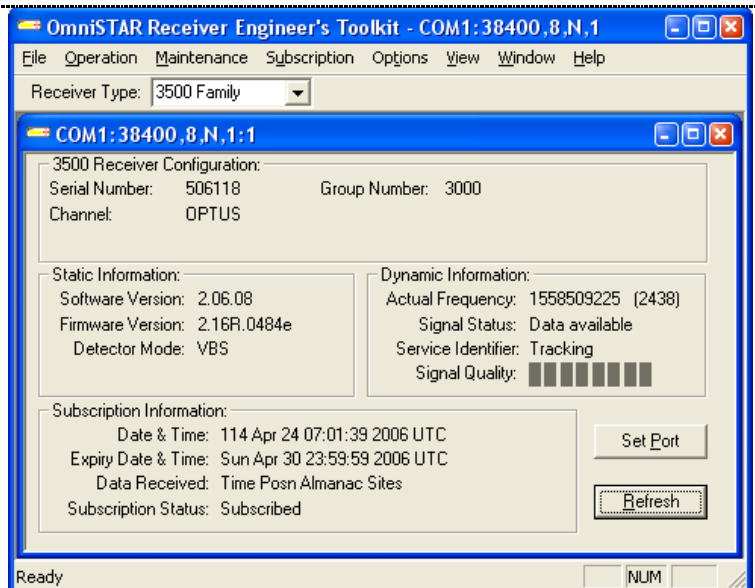 OmniSTAR Receiver Engineer's Toolkit - COM1:38400,8,N,1
File Operation Maintenance Subscription Options View Window Help
Receiver Type: 3500 Family
COM1:38400,8,N,1:1
3500 Receiver Configuration:
Serial Number: 506118 Group Number: 3000
Channel: OPTUS
Static Information:
Software Version: 2.06.08
Firmware Version: 2.16R.0484e
Detector Mode: VBS
Dynamic Information:
Actual Frequency: 1558509225 (2438)
Signal Status: Data available
Service Identifier: Tracking
Signal Quality:
Subscription Information:
Date & Time: 114 Apr 24 07:01:39 2006 UTC
Expiry Date & Time: Sun Apr 30 23:59:59 2006 UTC
Data Received: Time Posn Almanac Sites
Subscription Status: Subscribed
Set Port
Refresh
Ready NUM